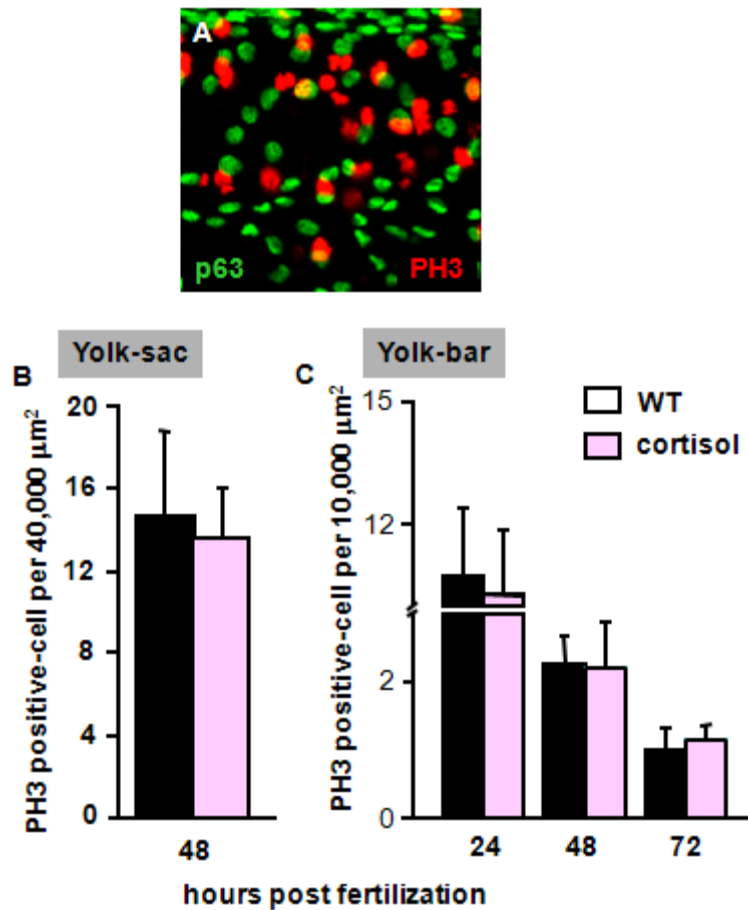 A
p63 PH3
Yolk-sac
Yolk-bar
B
C
WT
cortisol
PH3 positive-cell per 40,000 μm²
20
16
12
8
4
0
48
PH3 positive-cell per 10,000 μm²
15
12
2
0
24 48 72
hours post fertilization